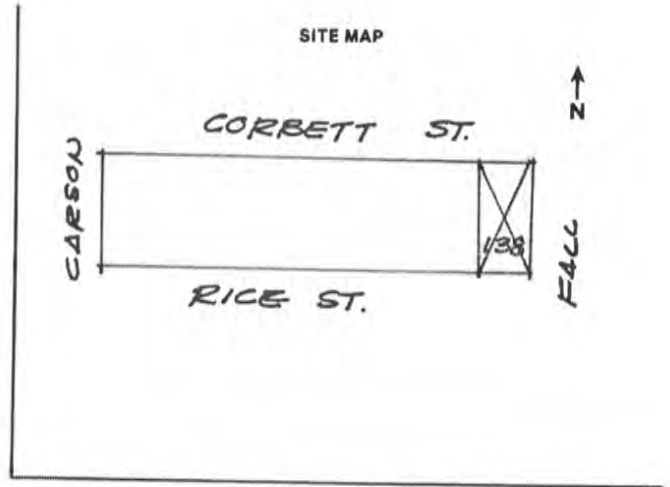 SITE MAP
N
CORBETT ST.
CARSON
138
FALL
RICE ST.